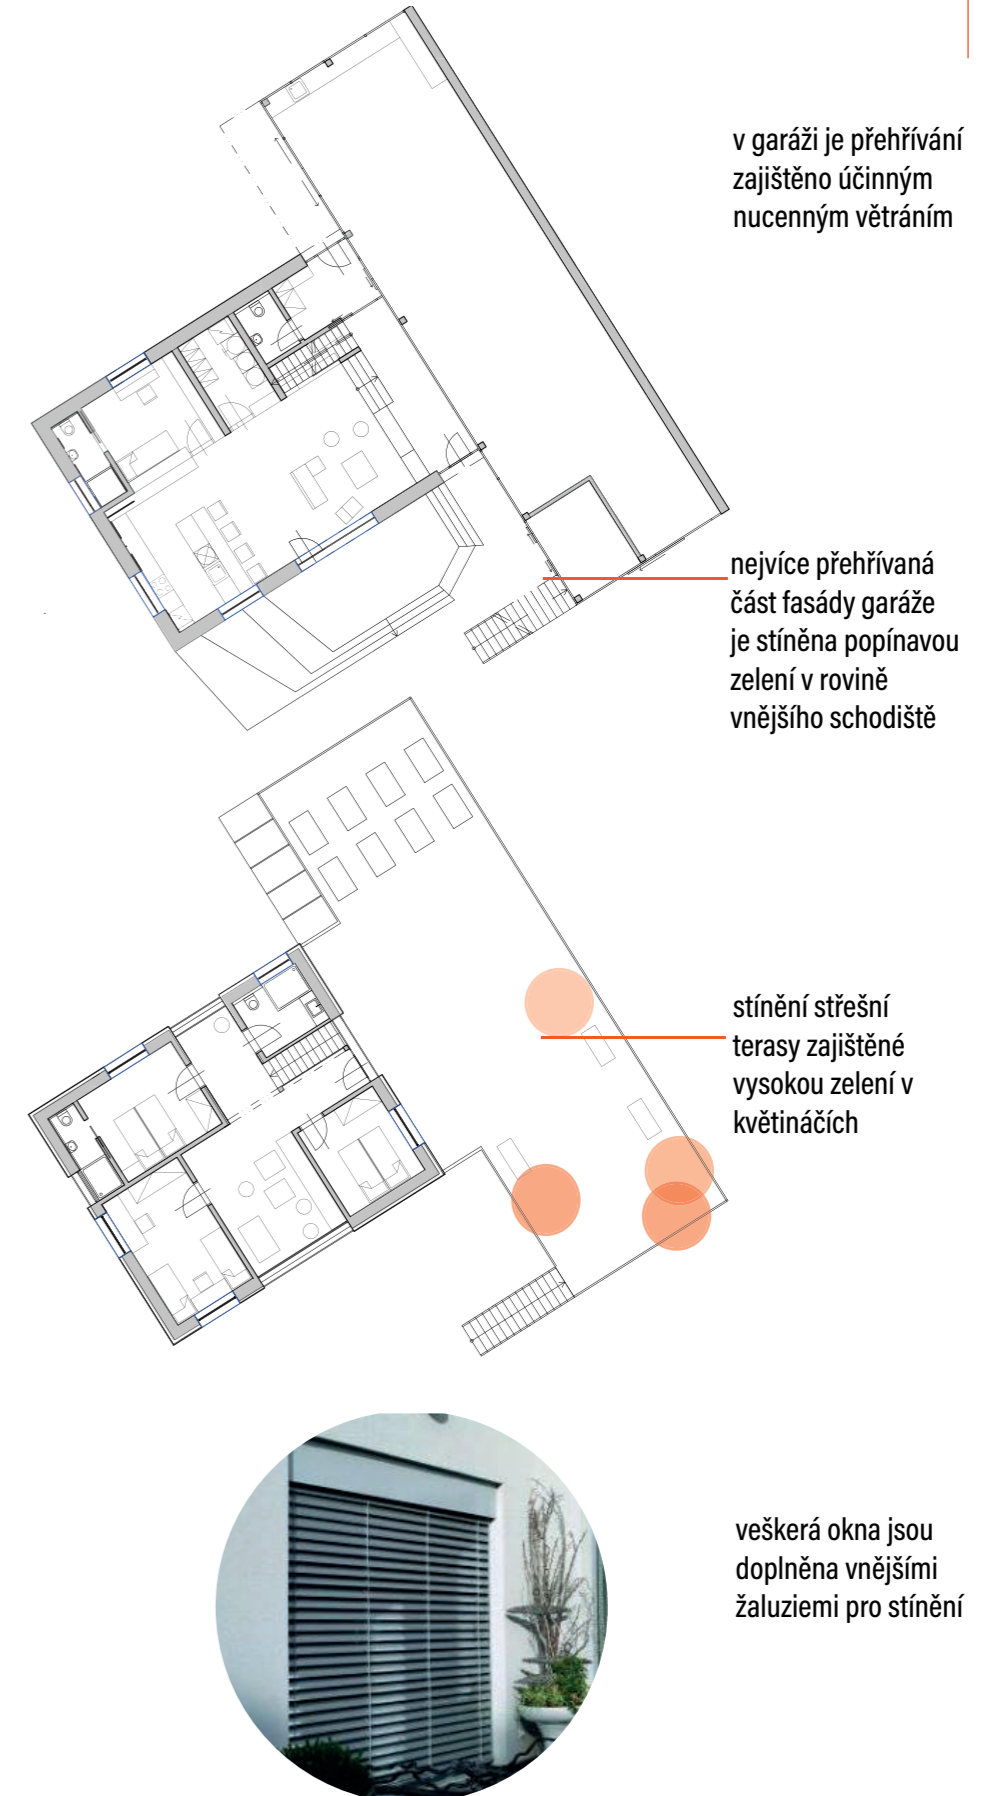 v garáži je přehřívání
zajištěno účinným
nucenným větráním
nejvíce přehřívaná
část fasády garáže
je stíněna popínavou
zelení v rovině
vnějšího schodiště
stínění střešní
terasy zajištěné
vysokou zelení v
květináčích
veškerá okna jsou
doplněna vnějšími
žaluziemi pro stínění